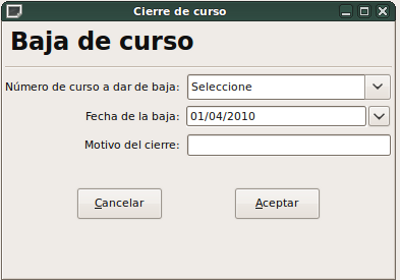 Cierre de curso
Baja de curso
Número de curso a dar de baja: Seleccione
Fecha de la baja: 01/04/2010
Motivo del cierre:
Cancelar Aceptar